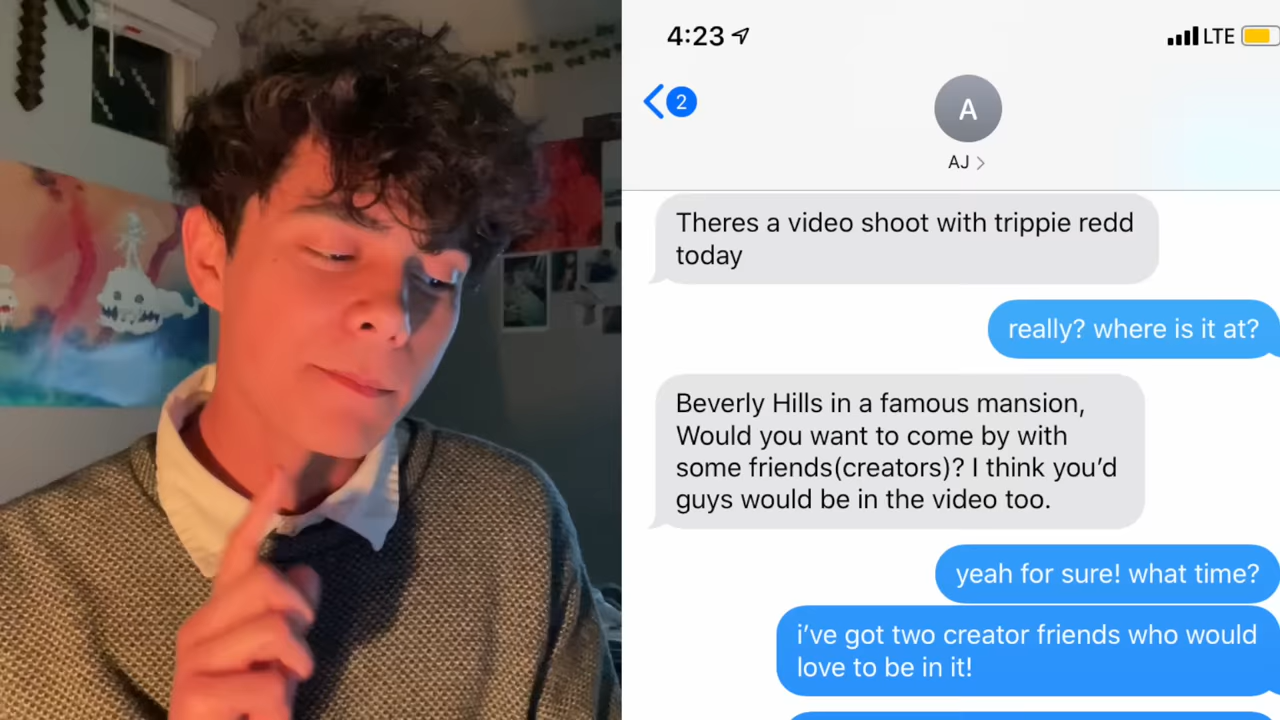 4:23
LTE
2
A
AJ
Theres a video shoot with trippie redd
today
really? where is it at?
Beverly Hills in a famous mansion,
Would you want to come by with
some friends(creators)? I think you'd
guys would be in the video too.
yeah for sure! what time?
i've got two creator friends who would
love to be in it!